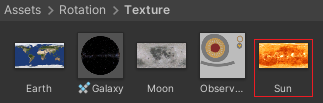 Assets > Rotation > Texture
Earth Galaxy Moon Observ... Sun